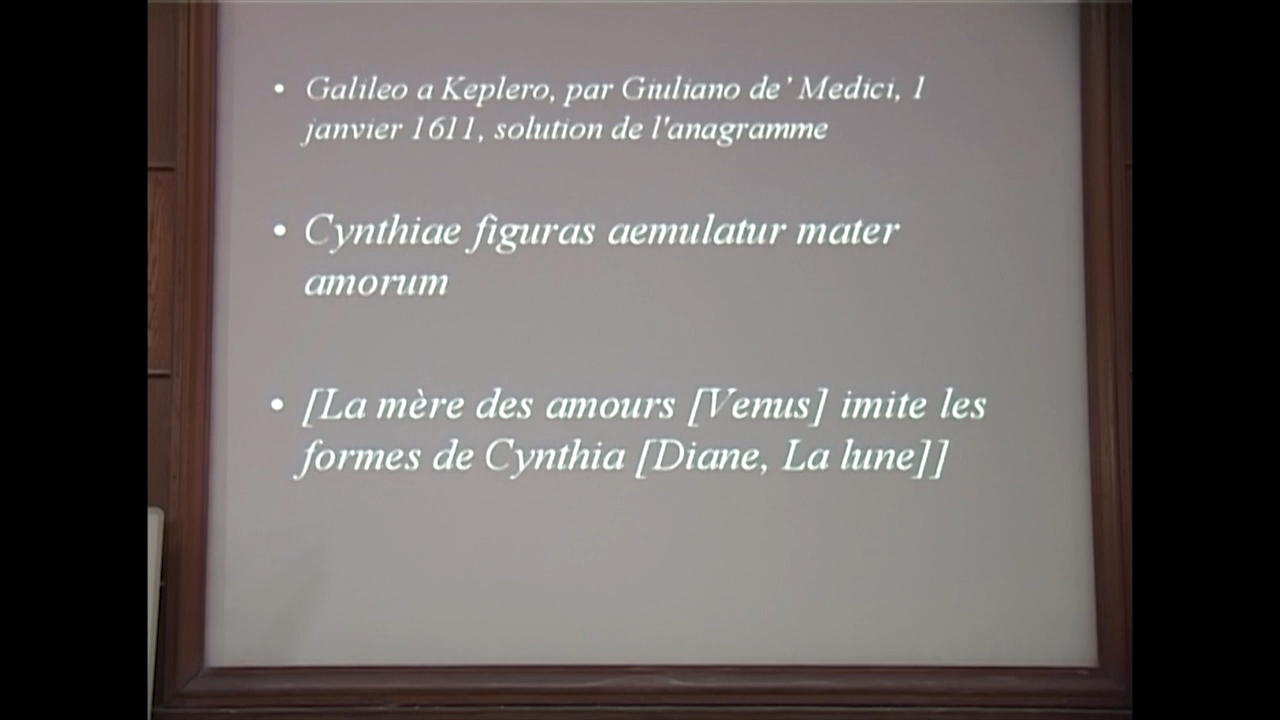 • Galileo a Keplero, par Giuliano de' Medici, 1
janvier 1611, solution de l'anagramme
• Cynthiae figuras aemulatur mater
amorum
• [La mère des amours [Venus] imite les
formes de Cynthia [Diane, La lune]]